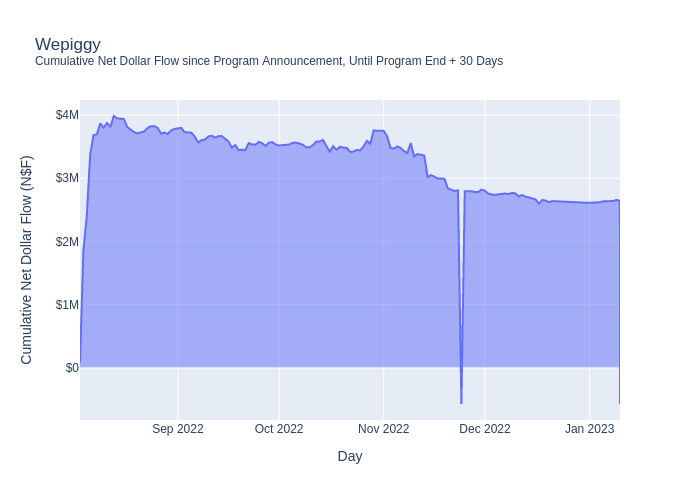 Wepiggy
Cumulative Net Dollar Flow since Program Announcement, Until Program End + 30 Days
Cumulative Net Dollar Flow (N$F)
$4M
$3M
$2M
$1M
$0
Sep 2022
Oct 2022
Nov 2022
Dec 2022
Jan 2023
Day